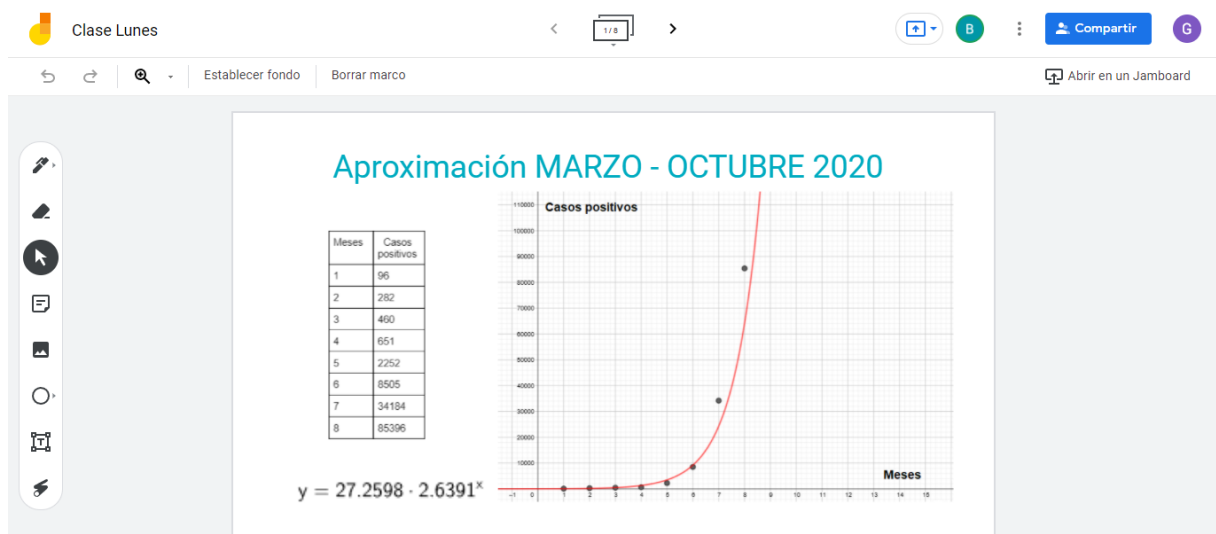 Clase Lunes
1 / 8
B
Compartir
G
Establecer fondo
Borrar marco
Abrir en un Jamboard
Aproximación MARZO - OCTUBRE 2020
Meses Casos positivos
1 96
2 282
3 460
4 651
5 2252
6 8505
7 34184
8 85396
y = 27.2598 · 2.6391ˣ
Casos positivos
110000
100000
90000
80000
70000
60000
50000
40000
30000
20000
10000
Meses
-1 0 1 2 3 4 5 6 7 8 9 10 11 12 13 14 15